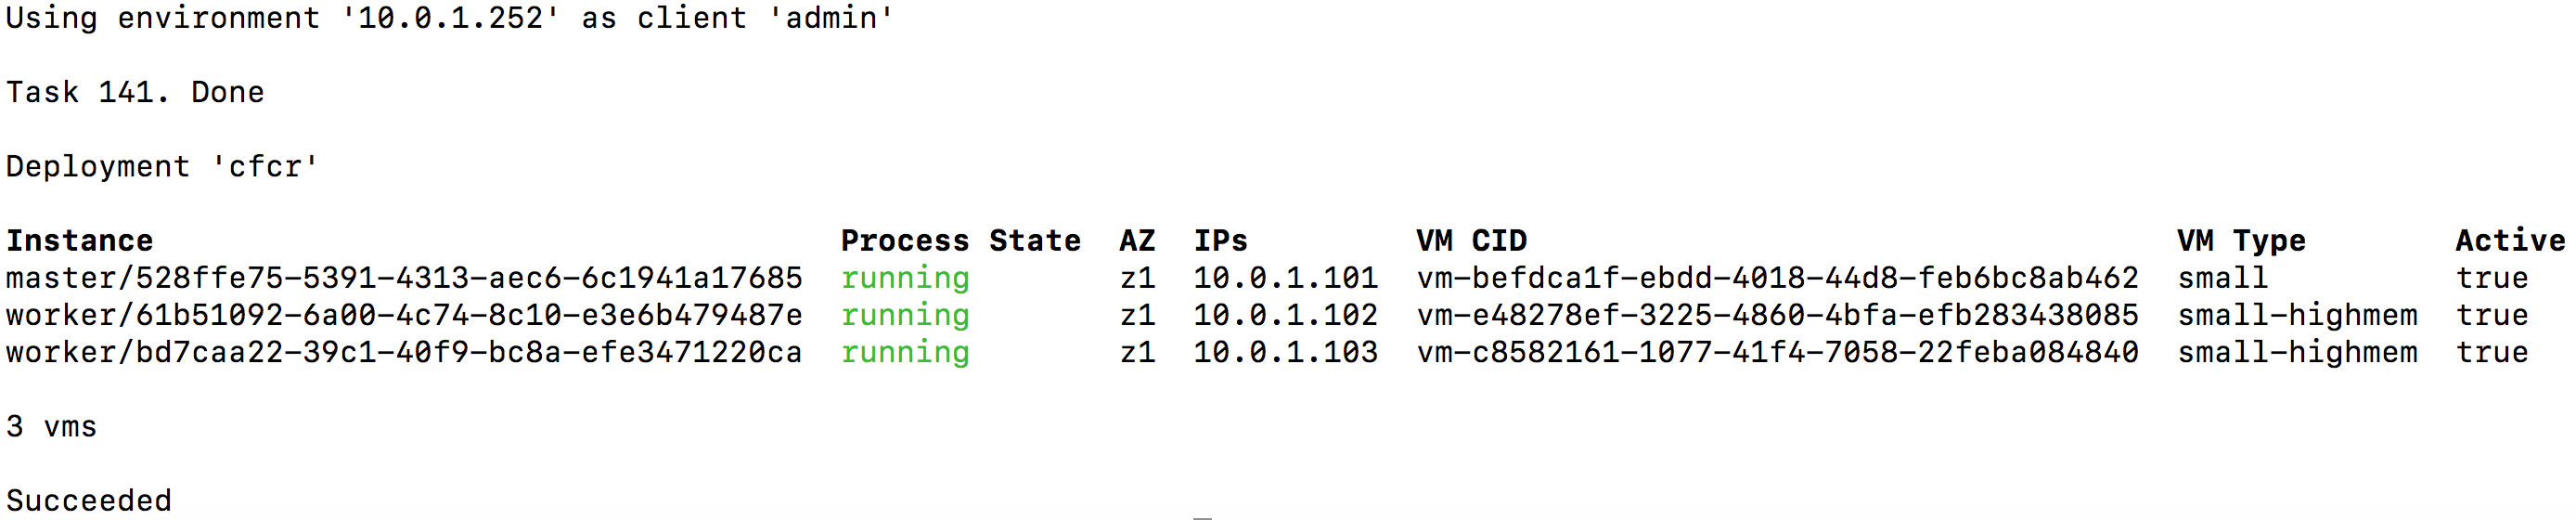 Using environment '10.0.1.252' as client 'admin'
Task 141. Done
Deployment 'cfcr'
Instance Process State AZ IPs VM CID VM Type Active
master/528ffe75-5391-4313-aec6-6c1941a17685 running z1 10.0.1.101 vm-befdca1f-ebdd-4018-44d8-feb6bc8ab462 small true
worker/61b51092-6a00-4c74-8c10-e3e6b479487e running z1 10.0.1.102 vm-e48278ef-3225-4860-4bfa-efb283438085 small-highmem true
worker/bd7caa22-39c1-40f9-bc8a-efe3471220ca running z1 10.0.1.103 vm-c8582161-1077-41f4-7058-22feba084840 small-highmem true
3 vms
Succeeded